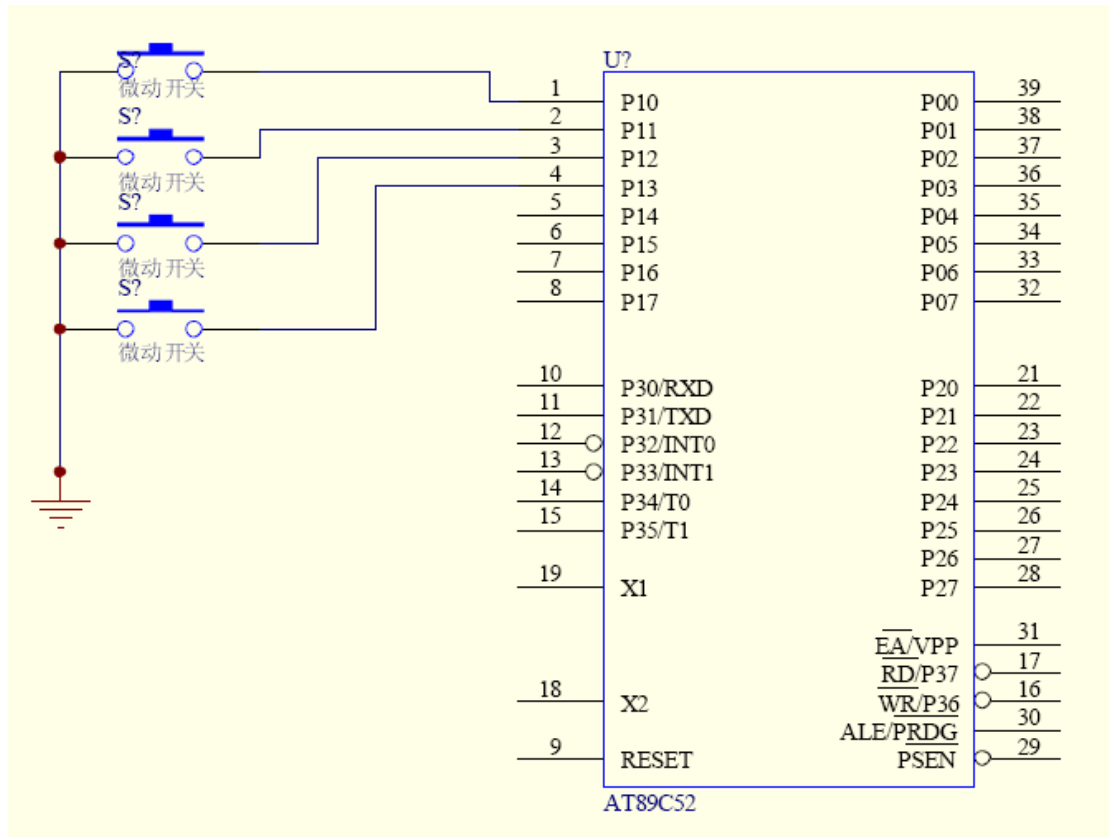 S?
微动开关
S?
微动开关
S?
微动开关
S?
微动开关
U?
1 P10 P00 39
2 P11 P01 38
3 P12 P02 37
4 P13 P03 36
5 P14 P04 35
6 P15 P05 34
7 P16 P06 33
8 P17 P07 32
10 P30/RXD P20 21
11 P31/TXD P21 22
12 P32/INT0 P22 23
13 P33/INT1 P23 24
14 P34/T0 P24 25
15 P35/T1 P25 26
P26 27
19 X1 P27 28
EA/VPP 31
RD/P37 17
18 X2 WR/P36 16
ALE/PRDG 30
9 RESET PSEN 29
AT89C52